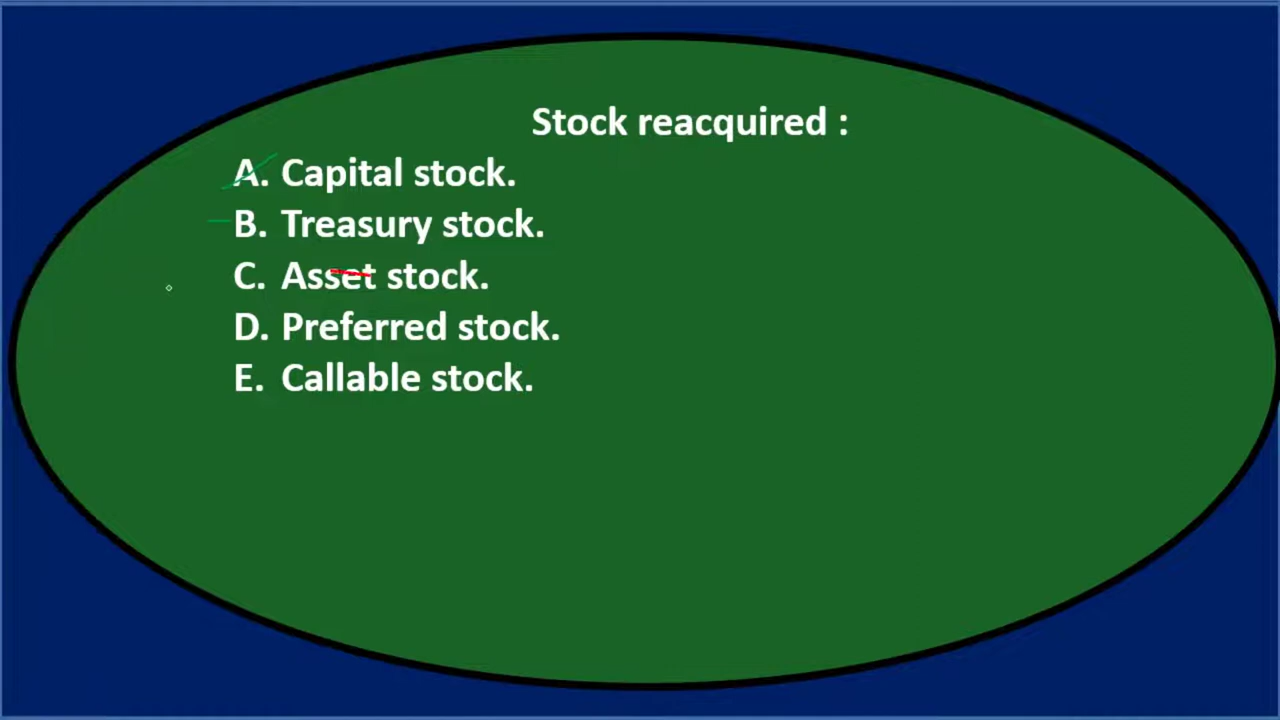 Stock reacquired :
A. Capital stock.
B. Treasury stock.
C. Asset stock.
D. Preferred stock.
E. Callable stock.